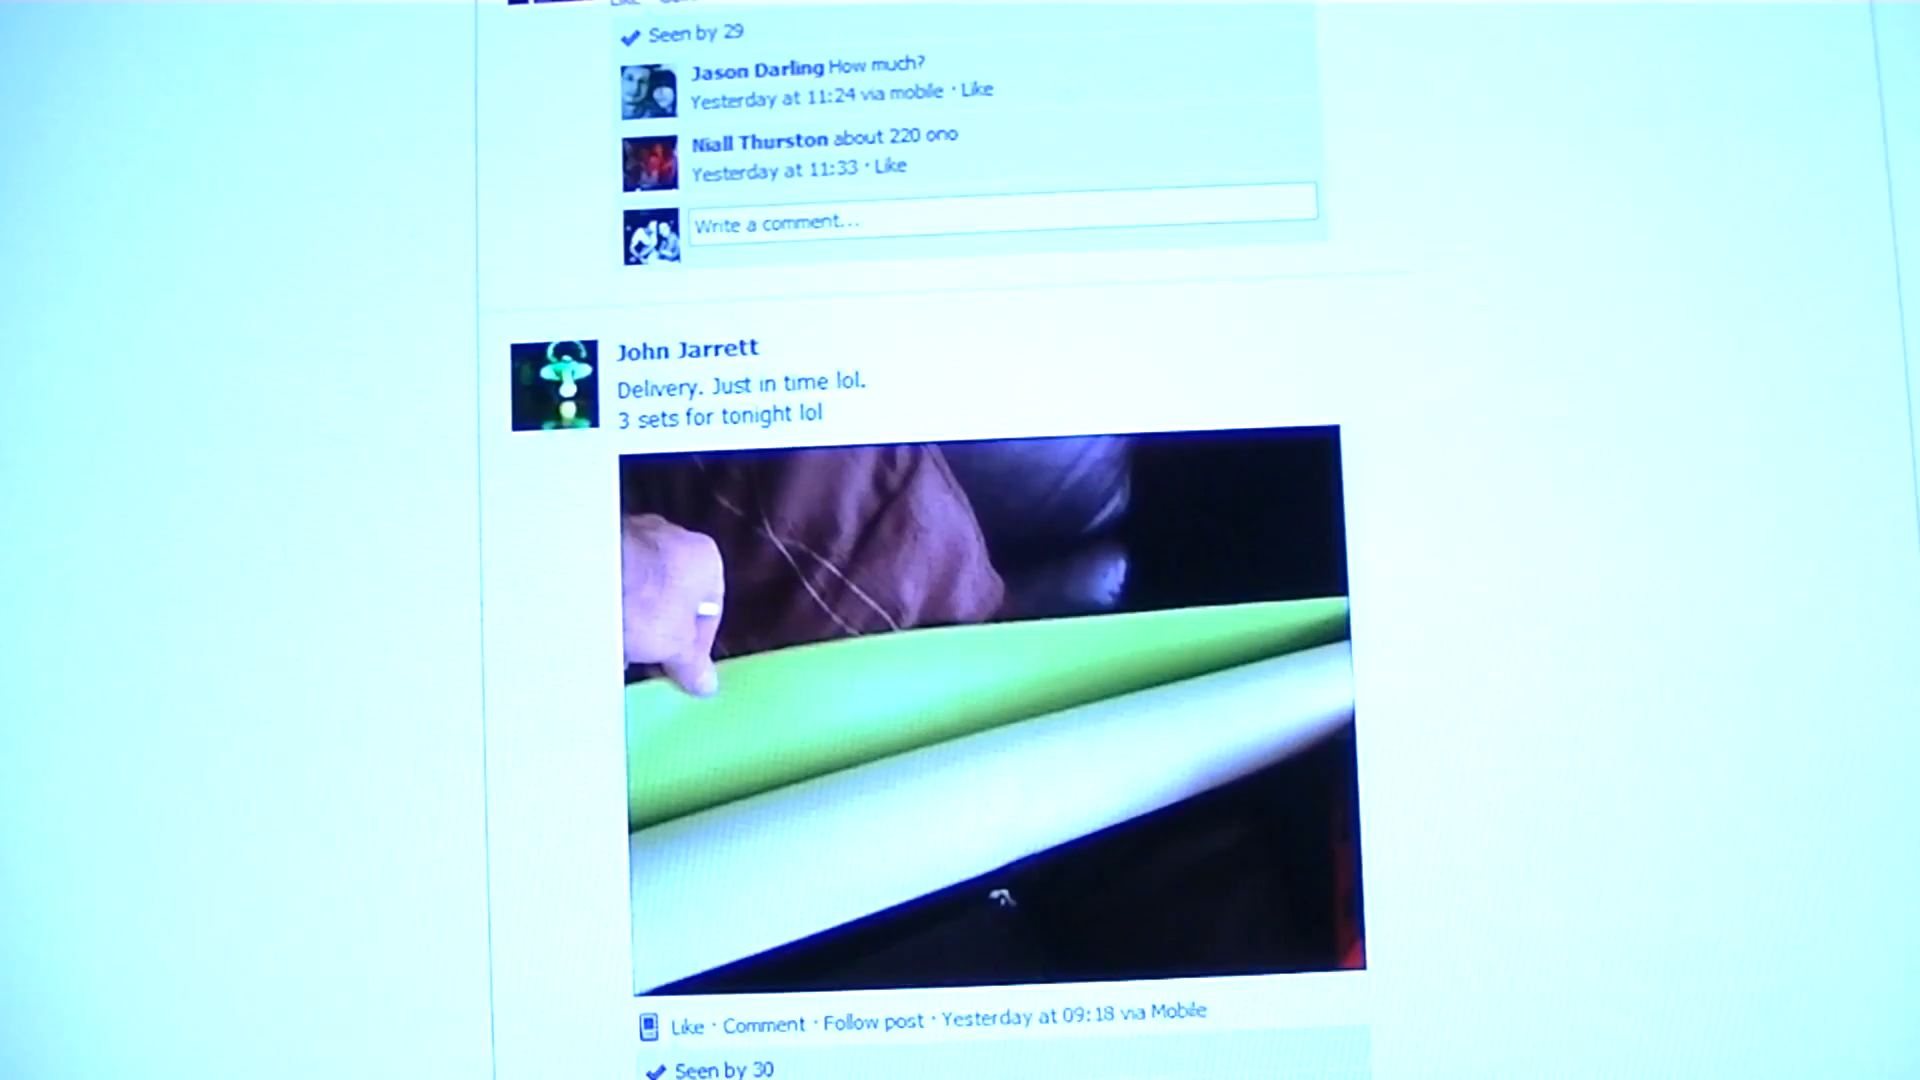 Seen by 29
Jason Darling How much?
Yesterday at 11:24 via mobile · Like
Niall Thurston about 220 ono
Yesterday at 11:33 · Like
Write a comment...
John Jarrett
Delivery. Just in time lol.
3 sets for tonight lol
Like · Comment · Follow post · Yesterday at 09:18 via Mobile
Seen by 30